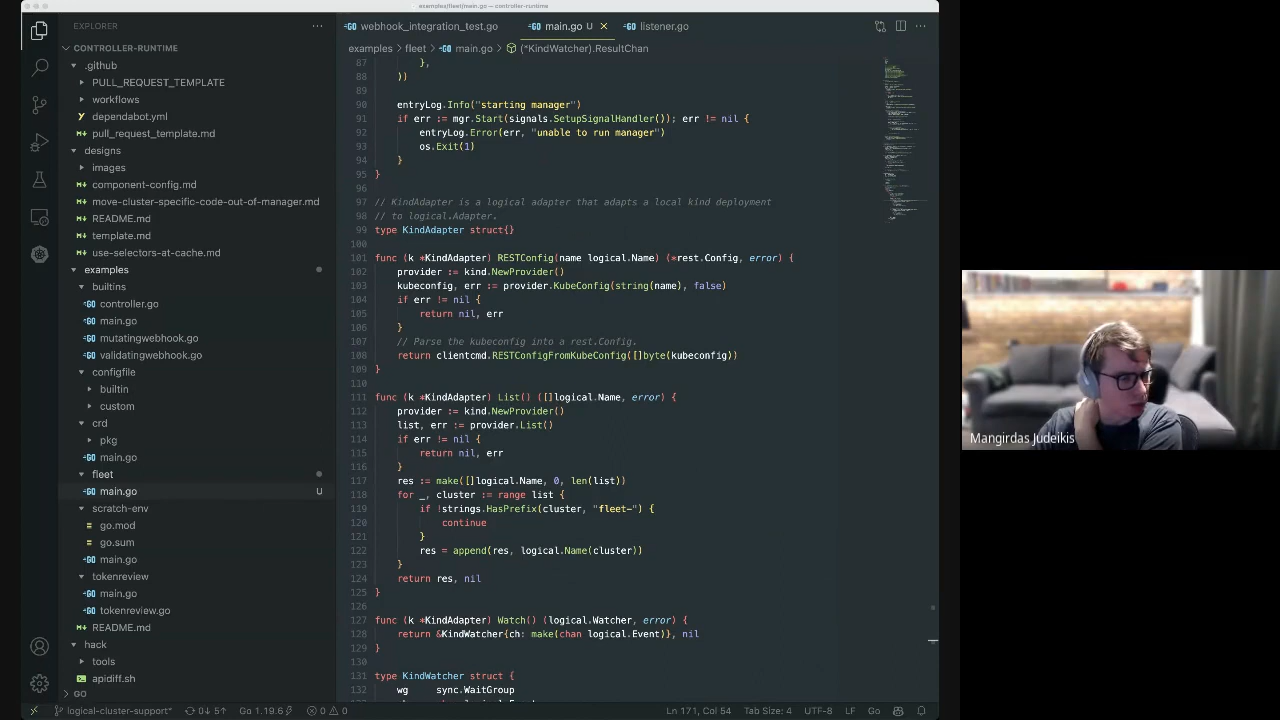 examples/fleet/main.go - controller-runtime
EXPLORER
CONTROLLER-RUNTIME
.github
PULL_REQUEST_TEMPLATE
workflows
dependabot.yml
pull_request_template.md
designs
images
component-config.md
move-cluster-specific-code-out-of-manager.md
README.md
template.md
use-selectors-at-cache.md
examples
builtins
controller.go
main.go
mutatingwebhook.go
validatingwebhook.go
configfile
builtin
custom
crd
pkg
main.go
fleet
main.go U
scratch-env
go.mod
go.sum
main.go
tokenreview
main.go
tokenreview.go
README.md
hack
tools
apidiff.sh
GO
webhook_integration_test.go main.go U listener.go
examples > fleet > main.go > (*KindWatcher).ResultChan
87 },
88 ))
89
90 entryLog.Info("starting manager")
91 if err := mgr.Start(signals.SetupSignalHandler()); err != nil {
92 entryLog.Error(err, "unable to run manager")
93 os.Exit(1)
94 }
95 }
96
97 // KindAdapter is a logical adapter that adapts a local kind deployment
98 // to logical.Adapter.
99 type KindAdapter struct{}
100
101 func (k *KindAdapter) RESTConfig(name logical.Name) (*rest.Config, error) {
102 provider := kind.NewProvider()
103 kubeconfig, err := provider.KubeConfig(string(name), false)
104 if err != nil {
105 return nil, err
106 }
107 // Parse the kubeconfig into a rest.Config.
108 return clientcmd.RESTConfigFromKubeConfig([]byte(kubeconfig))
109 }
110
111 func (k *KindAdapter) List() ([]logical.Name, error) {
112 provider := kind.NewProvider()
113 list, err := provider.List()
114 if err != nil {
115 return nil, err
116 }
117 res := make([]logical.Name, 0, len(list))
118 for _, cluster := range list {
119 if !strings.HasPrefix(cluster, "fleet-") {
120 continue
121 }
122 res = append(res, logical.Name(cluster))
123 }
124 return res, nil
125 }
126
127 func (k *KindAdapter) Watch() (logical.Watcher, error) {
128 return &KindWatcher{ch: make(chan logical.Event)}, nil
129 }
130
131 type KindWatcher struct {
132 wg sync.WaitGroup
logical-cluster-support* 0↓ 5↑ Go 1.19.6 0 0 Ln 171, Col 54 Tab Size: 4 UTF-8 LF Go
Mangirdas Judeikis